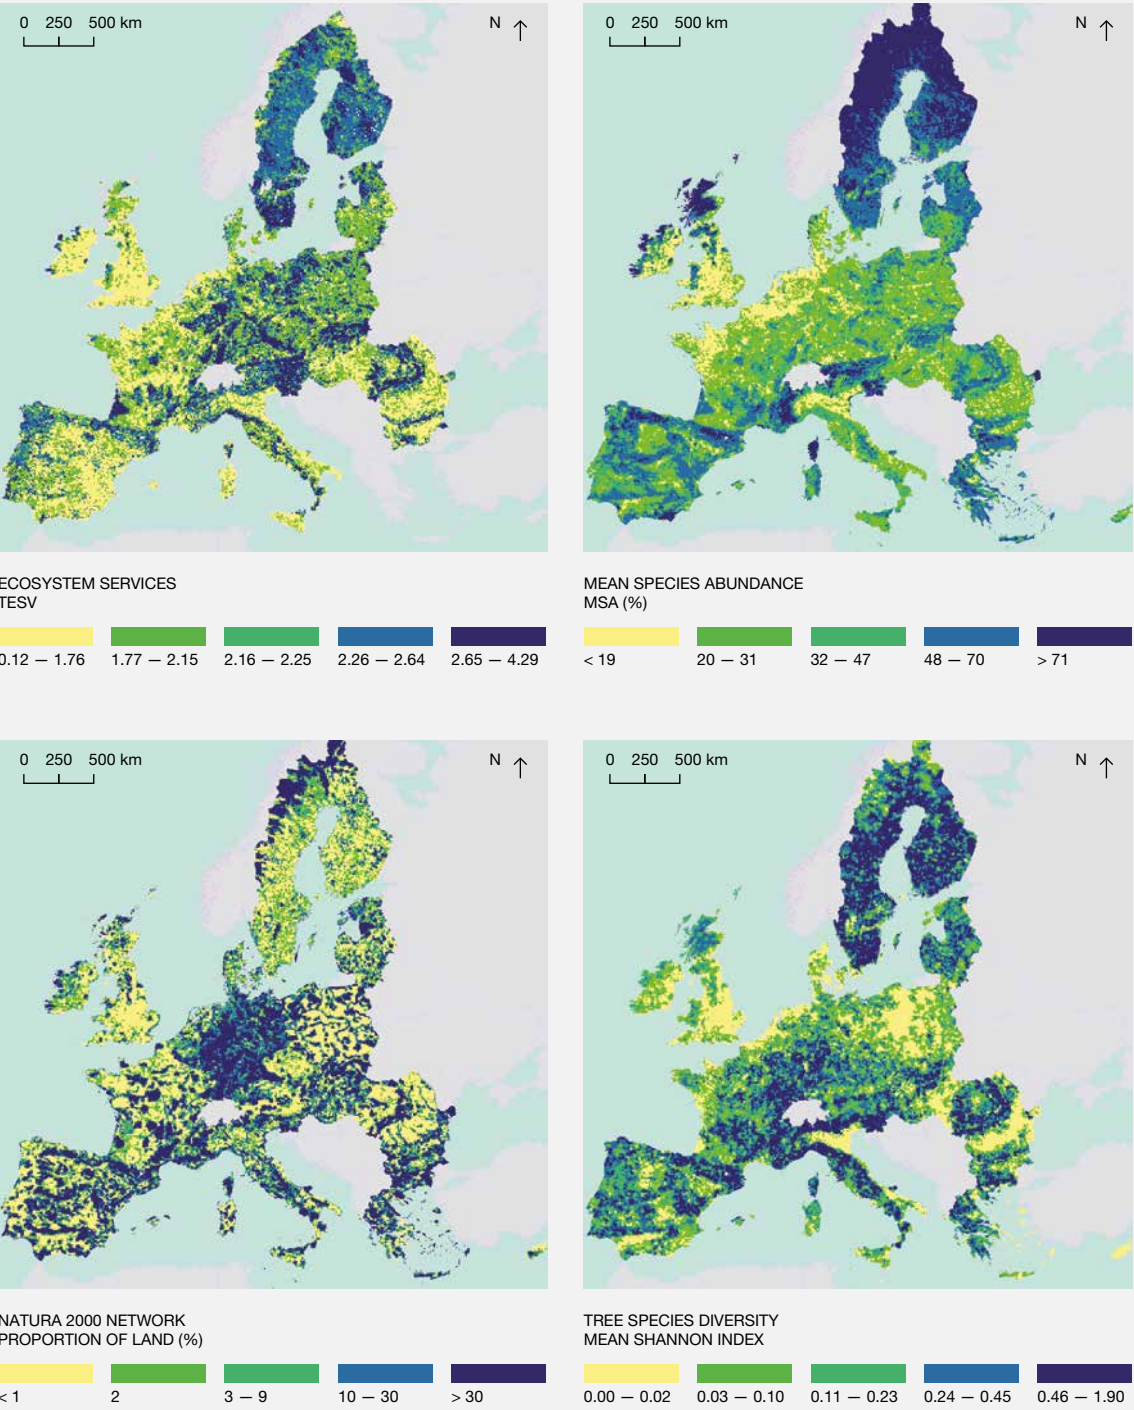 0 250 500 km N
0 250 500 km N
ECOSYSTEM SERVICES
TESV
0.12 — 1.76 1.77 — 2.15 2.16 — 2.25 2.26 — 2.64 2.65 — 4.29
MEAN SPECIES ABUNDANCE
MSA (%)
< 19 20 — 31 32 — 47 48 — 70 > 71
0 250 500 km N
0 250 500 km N
NATURA 2000 NETWORK
PROPORTION OF LAND (%)
< 1 2 3 — 9 10 — 30 > 30
TREE SPECIES DIVERSITY
MEAN SHANNON INDEX
0.00 — 0.02 0.03 — 0.10 0.11 — 0.23 0.24 — 0.45 0.46 — 1.90